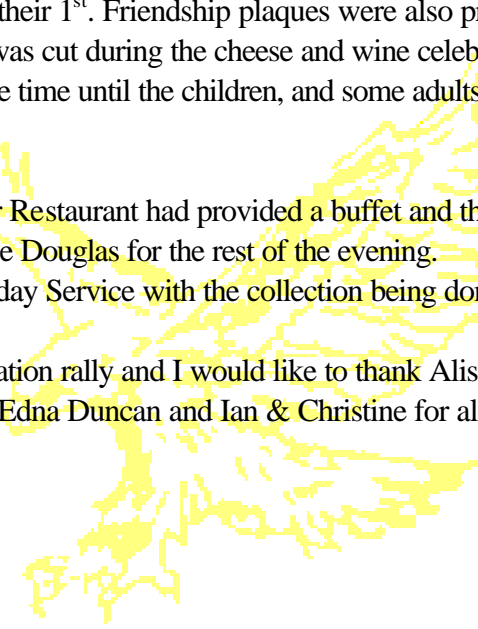 their 1st. Friendship plaques were also pr
was cut during the cheese and wine celeb
e time until the children, and some adults
r Restaurant had provided a buffet and th
e Douglas for the rest of the evening.
day Service with the collection being don
ation rally and I would like to thank Alis
Edna Duncan and Ian & Christine for al